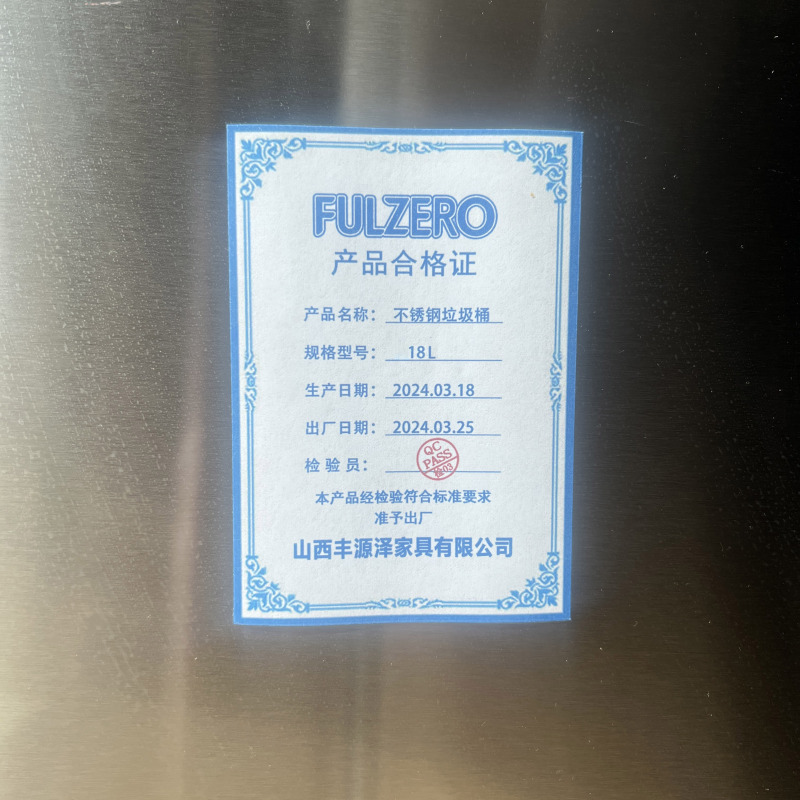 FULZERO
产品合格证
产品名称: 不锈钢垃圾桶
规格型号: 18L
生产日期: 2024.03.18
出厂日期: 2024.03.25
检验员:
QC
PASS
检03
本产品经检验符合标准要求
准予出厂
山西丰源泽家具有限公司